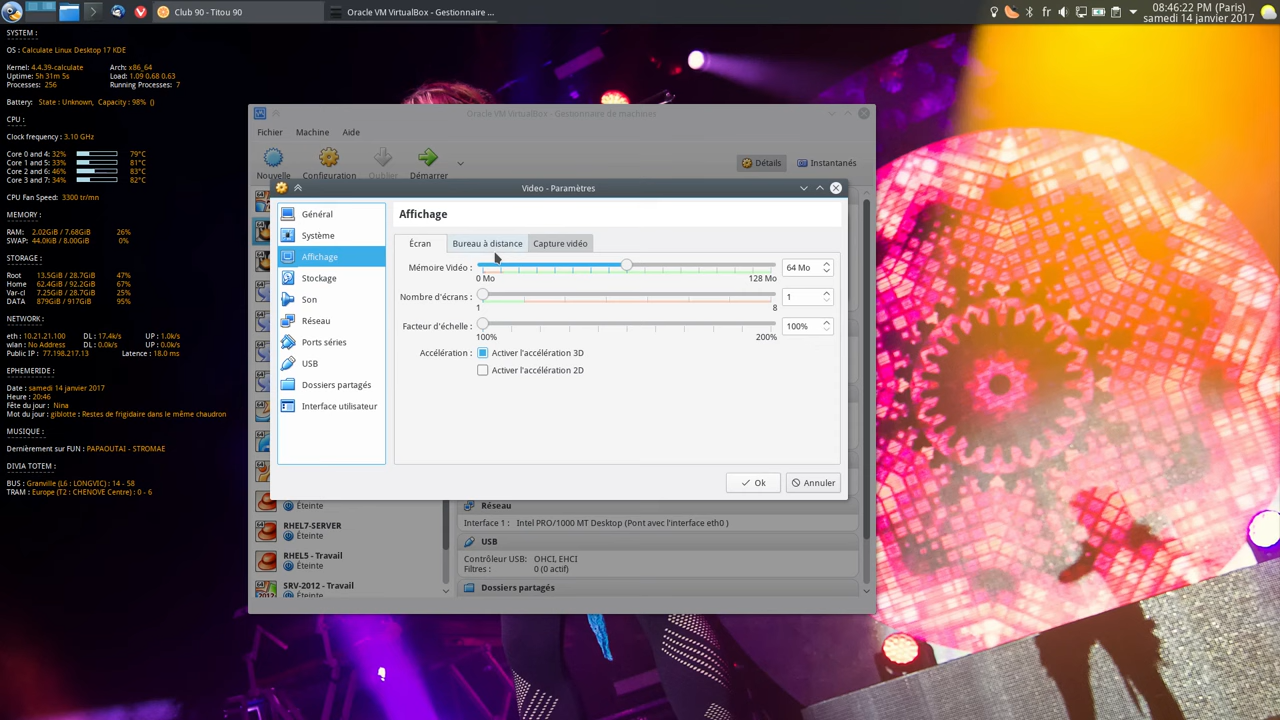 Club 90 - Titou 90
Oracle VM VirtualBox - Gestionnaire ...
fr
08:46:22 PM (Paris)
samedi 14 janvier 2017
SYSTEM :
OS : Calculate Linux Desktop 17 KDE
Kernel: 4.4.39-calculate Arch: x86_64
Uptime: 5h 31m 5s Load: 1.09 0.68 0.63
Processes: 256 Running Processes: 7
Battery: State : Unknown, Capacity : 98% ()
CPU :
Clock frequency : 3.10 GHz
Core 0 and 4: 32% 79°C
Core 1 and 5: 33% 81°C
Core 2 and 6: 46% 83°C
Core 3 and 7: 34% 82°C
CPU Fan Speed: 3300 tr/mn
MEMORY :
RAM: 2.02GiB / 7.68GiB 26%
SWAP: 44.0KiB / 8.00GiB 0%
STORAGE :
Root 13.5GiB / 28.7GiB 47%
Home 62.4GiB / 92.2GiB 67%
Var-cl 7.25GiB / 28.7GiB 25%
DATA 879GiB / 917GiB 95%
NETWORK :
eth : 10.21.21.100 DL : 17.4k/s UP : 1.0k/s
wlan : No Address DL : 0.0k/s UP : 0.0k/s
Public IP : 77.198.217.13 Latence : 18.0 ms
EPHEMERIDE :
Date : samedi 14 janvier 2017
Heure : 20:46
Fête du jour : Nina
Mot du jour : giblotte : Restes de frigidaire dans le même chaudron
MUSIQUE :
Dernièrement sur FUN : PAPAOUTAI - STROMAE
DIVIA TOTEM :
BUS : Granville (L6 : LONGVIC) : 14 - 58
TRAM : Europe (T2 : CHENOVE Centre) : 0 - 6
Oracle VM VirtualBox - Gestionnaire de machines
Fichier Machine Aide
Nouvelle Configuration Oublier Démarrer Détails Instantanés
Video - Paramètres
Général
Système
Affichage
Stockage
Son
Réseau
Ports séries
USB
Dossiers partagés
Interface utilisateur
Affichage
Écran Bureau à distance Capture vidéo
Mémoire Vidéo : 64 Mo
0 Mo 128 Mo
Nombre d'écrans : 1
1 8
Facteur d'échelle : 100%
100% 200%
Accélération : Activer l'accélération 3D
Activer l'accélération 2D
Ok Annuler
Éteinte
64 RHEL7-SERVER
Éteinte
64 RHEL5 - Travail
Éteinte
64 SRV-2012 - Travail
2012 Éteinte
Réseau
Interface 1 : Intel PRO/1000 MT Desktop (Pont avec l'interface eth0 )
USB
Contrôleur USB: OHCI, EHCI
Filtres : 0 (0 actif)
Dossiers partagés